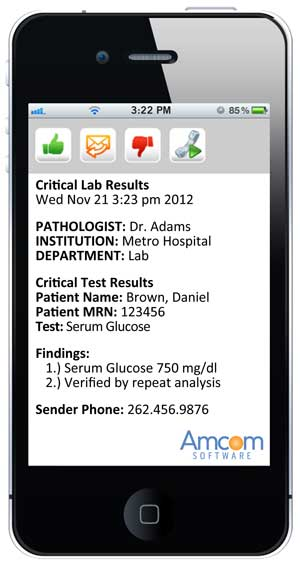 3:22 PM
85%
Critical Lab Results
Wed Nov 21 3:23 pm 2012
PATHOLOGIST: Dr. Adams
INSTITUTION: Metro Hospital
DEPARTMENT: Lab
Critical Test Results
Patient Name: Brown, Daniel
Patient MRN: 123456
Test: Serum Glucose
Findings:
1.) Serum Glucose 750 mg/dl
2.) Verified by repeat analysis
Sender Phone: 262.456.9876
Amcom
SOFTWARE